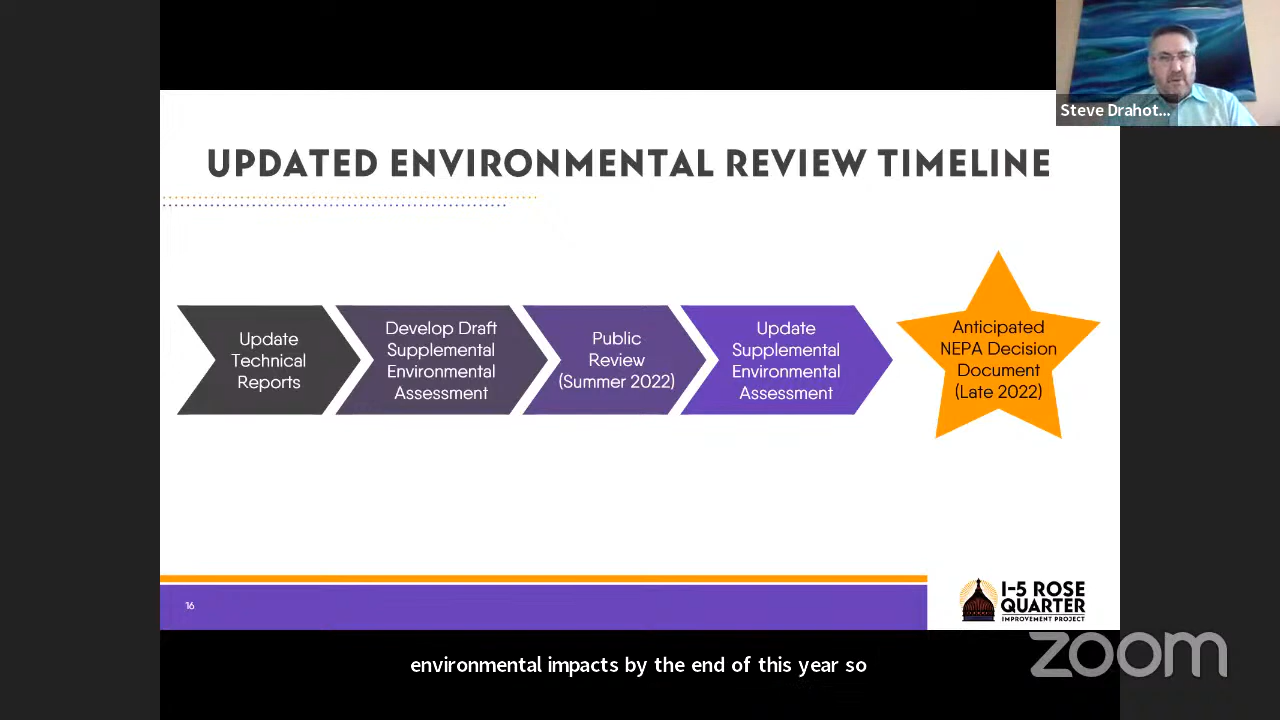 Steve Drahot...
UPDATED ENVIRONMENTAL REVIEW TIMELINE
Update
Technical
Reports
Develop Draft
Supplemental
Environmental
Assessment
Public
Review
(Summer 2022)
Update
Supplemental
Environmental
Assessment
Anticipated
NEPA Decision
Document
(Late 2022)
16
I-5 ROSE
QUARTER
IMPROVEMENT PROJECT
environmental impacts by the end of this year so
zoom